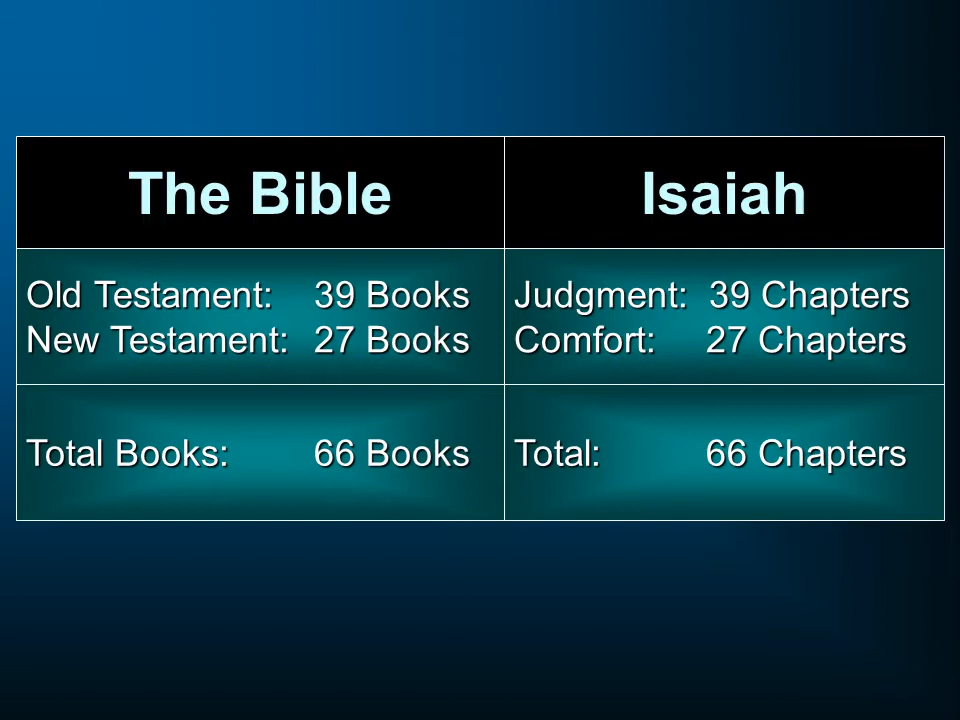 The Bible
Isaiah
Old Testament: 39 Books
New Testament: 27 Books
Judgment: 39 Chapters
Comfort: 27 Chapters
Total Books: 66 Books
Total: 66 Chapters